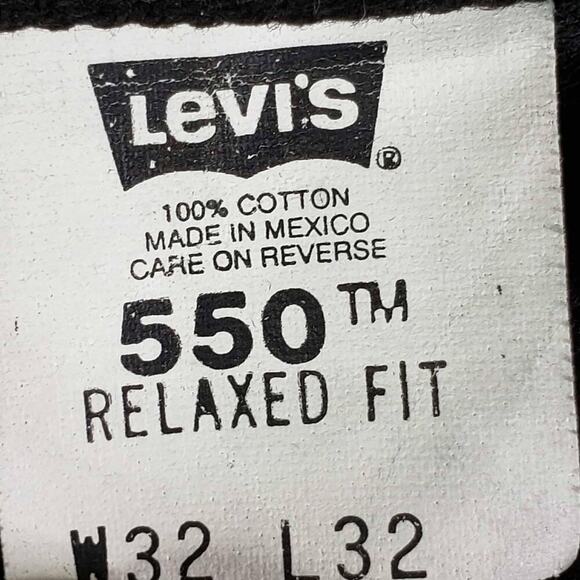 Levi's ®
100% COTTON
MADE IN MEXICO
CARE ON REVERSE
550™
RELAXED FIT
W32 L32